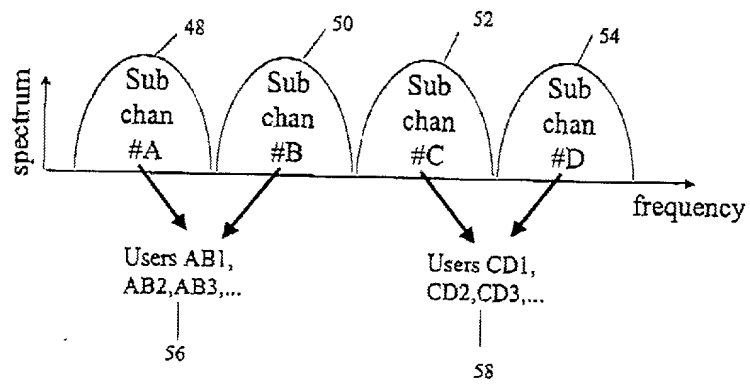 48
50
52
54
spectrum
Sub
chan
#A
Sub
chan
#B
Sub
chan
#C
Sub
chan
#D
frequency
Users AB1,
AB2,AB3,...
Users CD1,
CD2,CD3,...
56
58